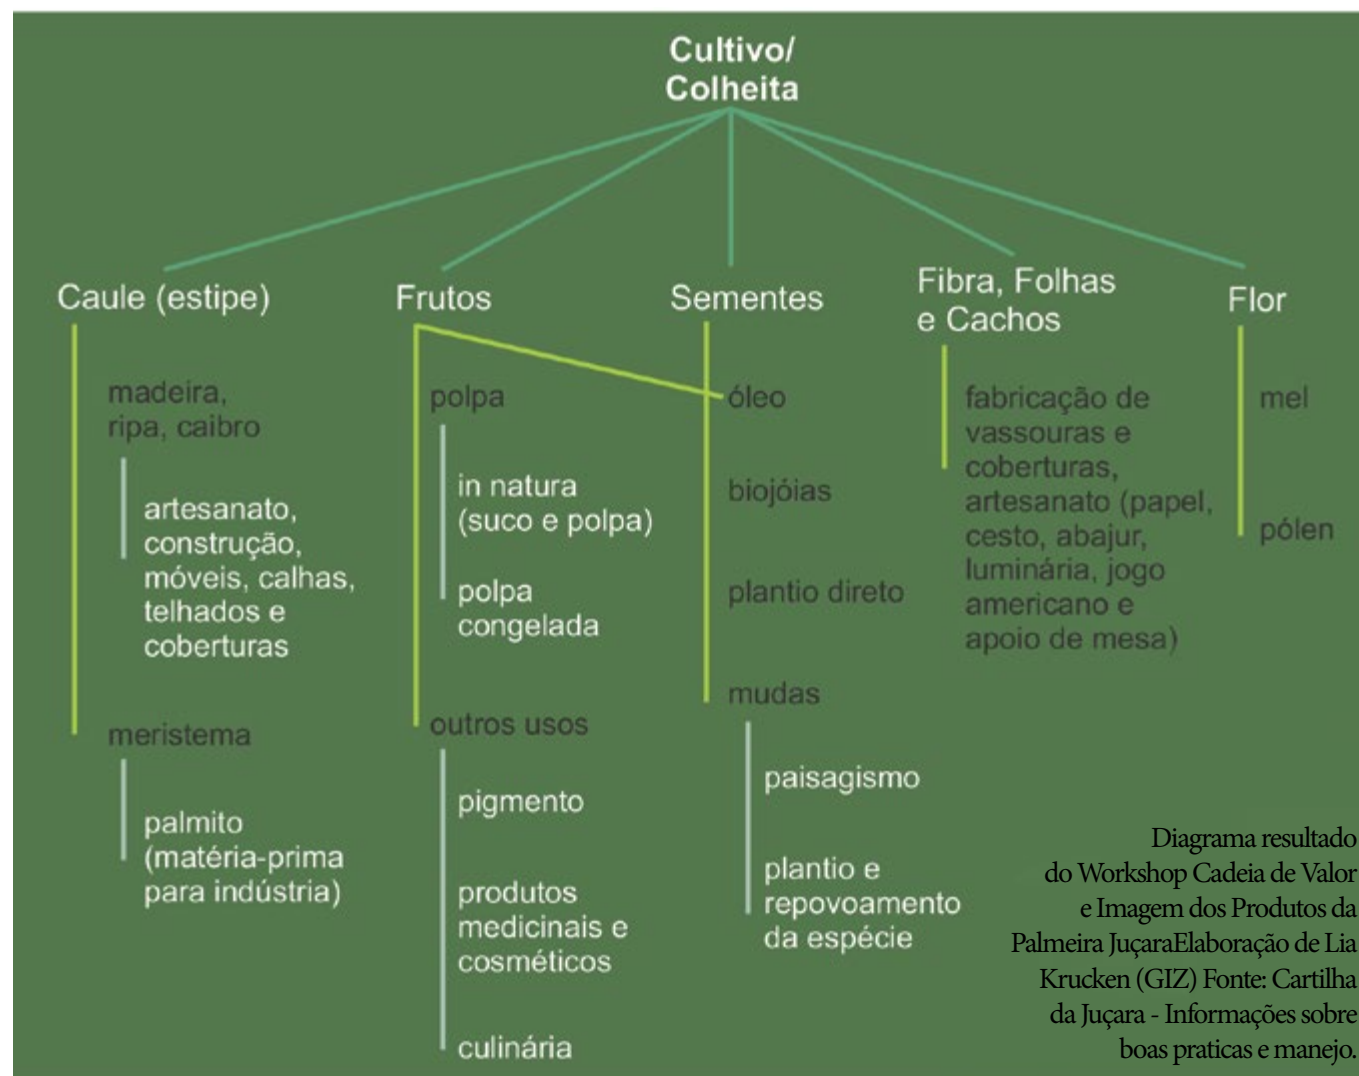 Cultivo/
Colheita
Caule (estipe)
madeira,
ripa, caibro
artesanato,
construção,
móveis, calhas,
telhados e
coberturas
meristema
palmito
(matéria-prima
para indústria)
Frutos
polpa
in natura
(suco e polpa)
polpa
congelada
outros usos
pigmento
produtos
medicinais e
cosméticos
culinária
Sementes
óleo
biojóias
plantio direto
mudas
paisagismo
plantio e
repovoamento
da espécie
Fibra, Folhas
e Cachos
fabricação de
vassouras e
coberturas,
artesanato (papel,
cesto, abajur,
luminária, jogo
americano e
apoio de mesa)
Flor
mel
pólen
Diagrama resultado
do Workshop Cadeia de Valor
e Imagem dos Produtos da
Palmeira JuçaraElaboração de Lia
Krucken (GIZ) Fonte: Cartilha
da Juçara - Informações sobre
boas praticas e manejo.